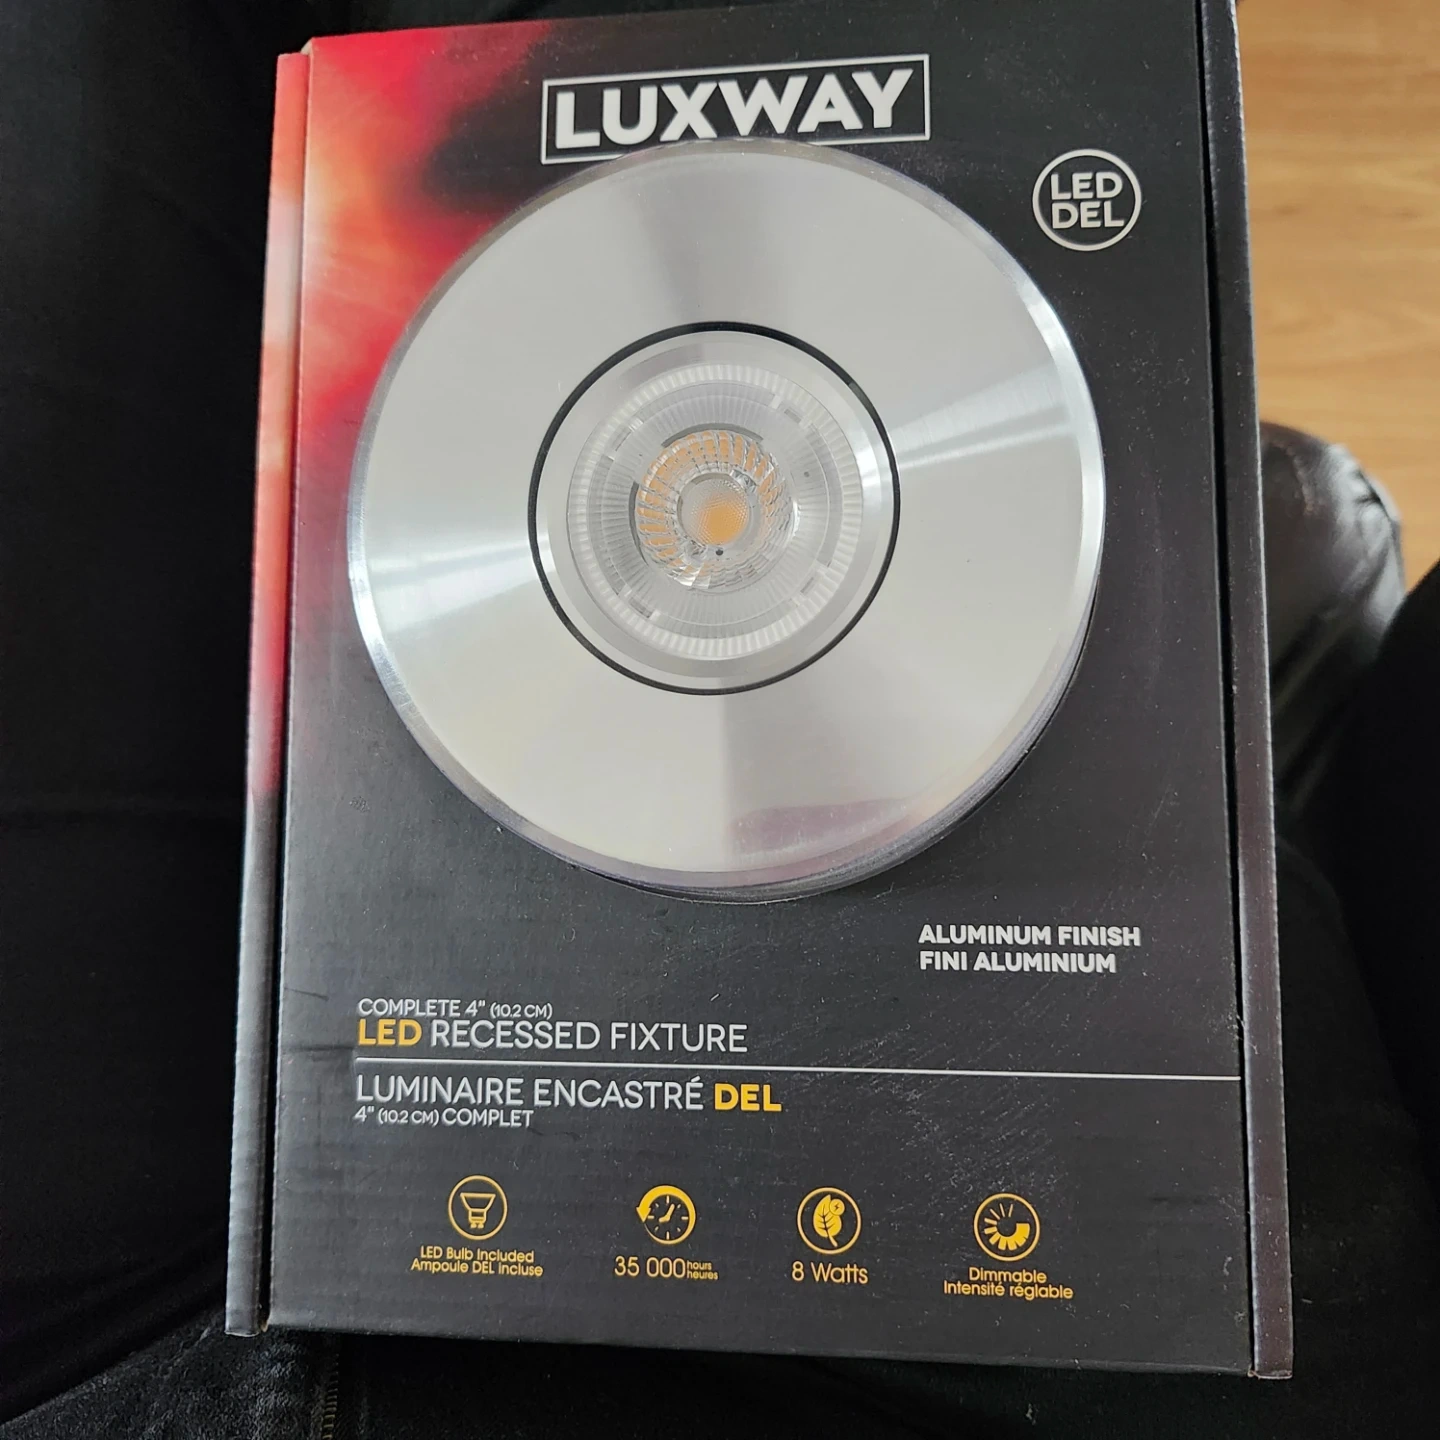 LUXWAY
LED
DEL
ALUMINUM FINISH
FINI ALUMINIUM
COMPLETE 4" (10.2 CM)
LED RECESSED FIXTURE
LUMINAIRE ENCASTRÉ DEL
4" (10.2 CM) COMPLET
LED Bulb Included
Ampoule DEL incluse
35 000 hours
heures
8 Watts
Dimmable
Intensité réglable